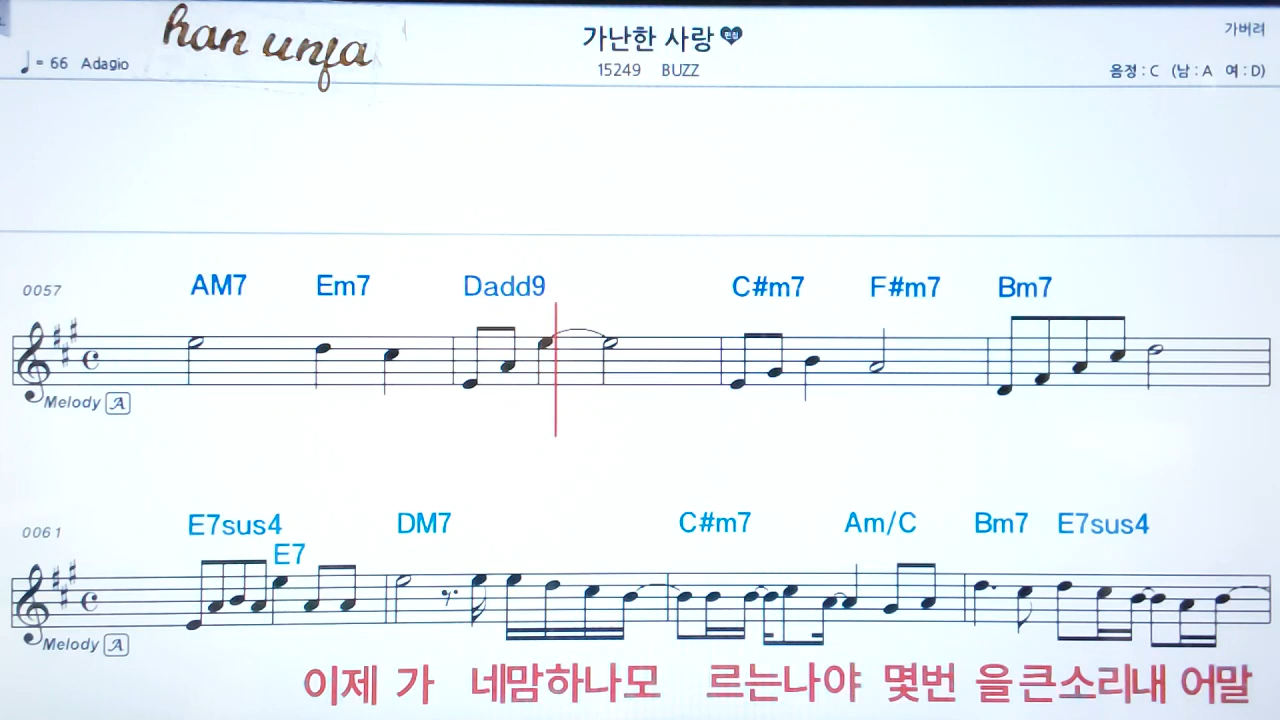 han unja
가난한 사랑
편집
가버려
♩ = 66 Adagio
15249 BUZZ
음정 : C (남 : A 여 : D)
0057
AM7 Em7 Dadd9 C#m7 F#m7 Bm7
Melody A
0061
E7sus4 E7 DM7 C#m7 Am/C Bm7 E7sus4
Melody A
이제 가 네맘하나모 르는나야 몇번 을큰소리내 어말